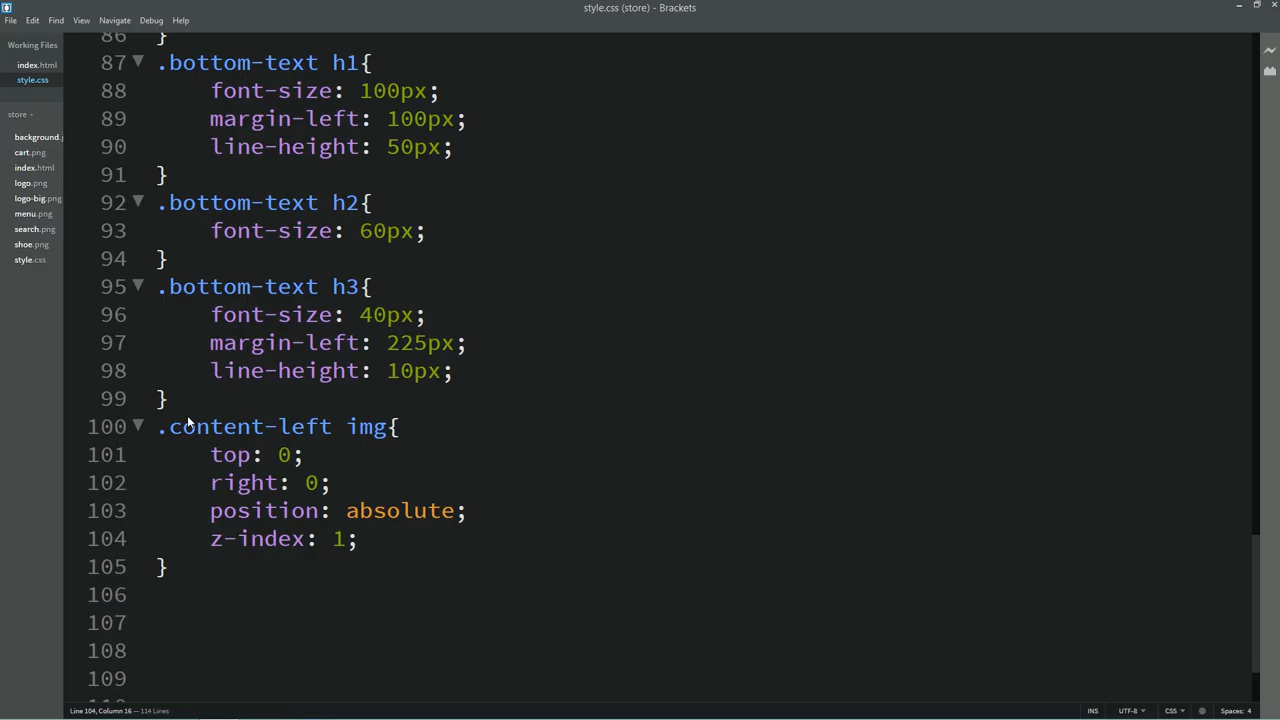 style.css (store) - Brackets
File Edit Find View Navigate Debug Help
Working Files
index.html
style.css
store
background.j
cart.png
index.html
logo.png
logo-big.png
menu.png
search.png
shoe.png
style.css
86 }
87 .bottom-text h1{
88 font-size: 100px;
89 margin-left: 100px;
90 line-height: 50px;
91 }
92 .bottom-text h2{
93 font-size: 60px;
94 }
95 .bottom-text h3{
96 font-size: 40px;
97 margin-left: 225px;
98 line-height: 10px;
99 }
100 .content-left img{
101 top: 0;
102 right: 0;
103 position: absolute;
104 z-index: 1;
105 }
106
107
108
109
Line 104, Column 16 — 114 Lines
INS UTF-8 CSS Spaces: 4